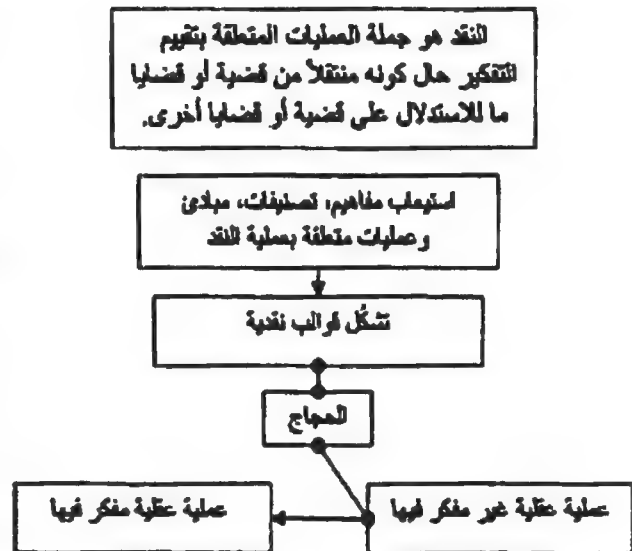 النقد هو جملة العمليات المتعلقة بتقييم
التفكير حال كونه منتقلاً من قضية أو قضايا
ما للاستدلال على قضية أو قضايا أخرى.
استيعاب مفاهيم، تصنيفات، مبادئ
وعمليات متعلقة بعملية النقد
تشكُّل قوالب نقدية
الحجاج
عملية عقلية غير مفكر فيها
عملية عقلية مفكر فيها